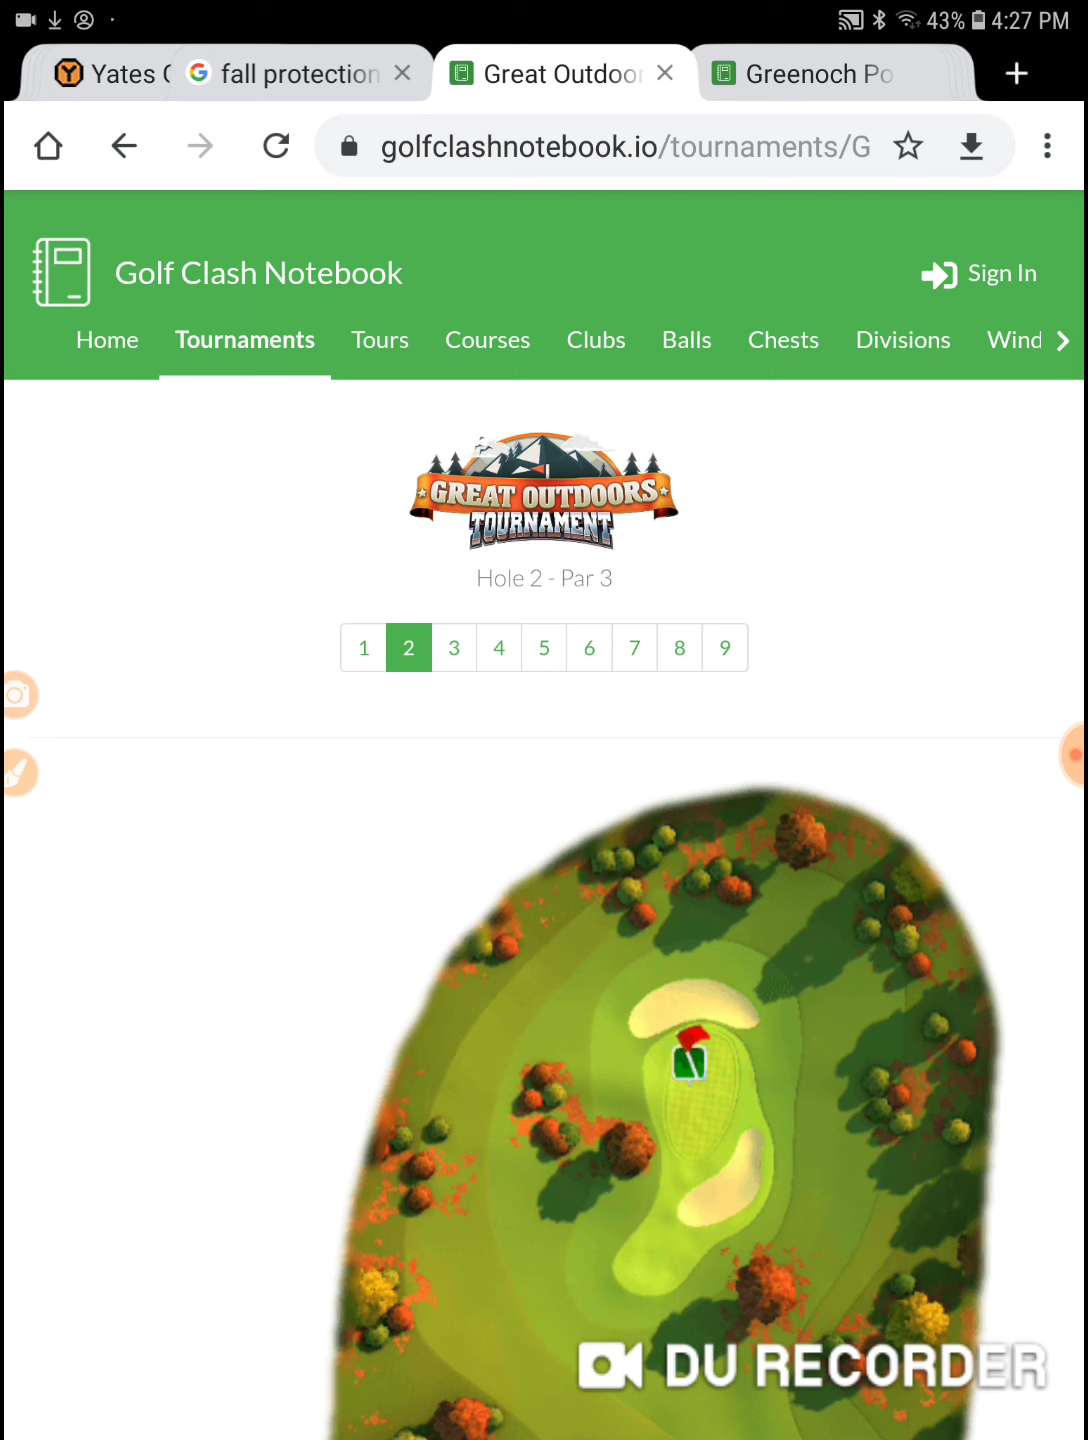 43% 4:27 PM
Yates
fall protection
Great Outdoor
Greenoch Po
golfclashnotebook.io/tournaments/G
Golf Clash Notebook
Sign In
Home Tournaments Tours Courses Clubs Balls Chests Divisions Wind
GREAT OUTDOORS
TOURNAMENT
Hole 2 - Par 3
1 2 3 4 5 6 7 8 9
DU RECORDER